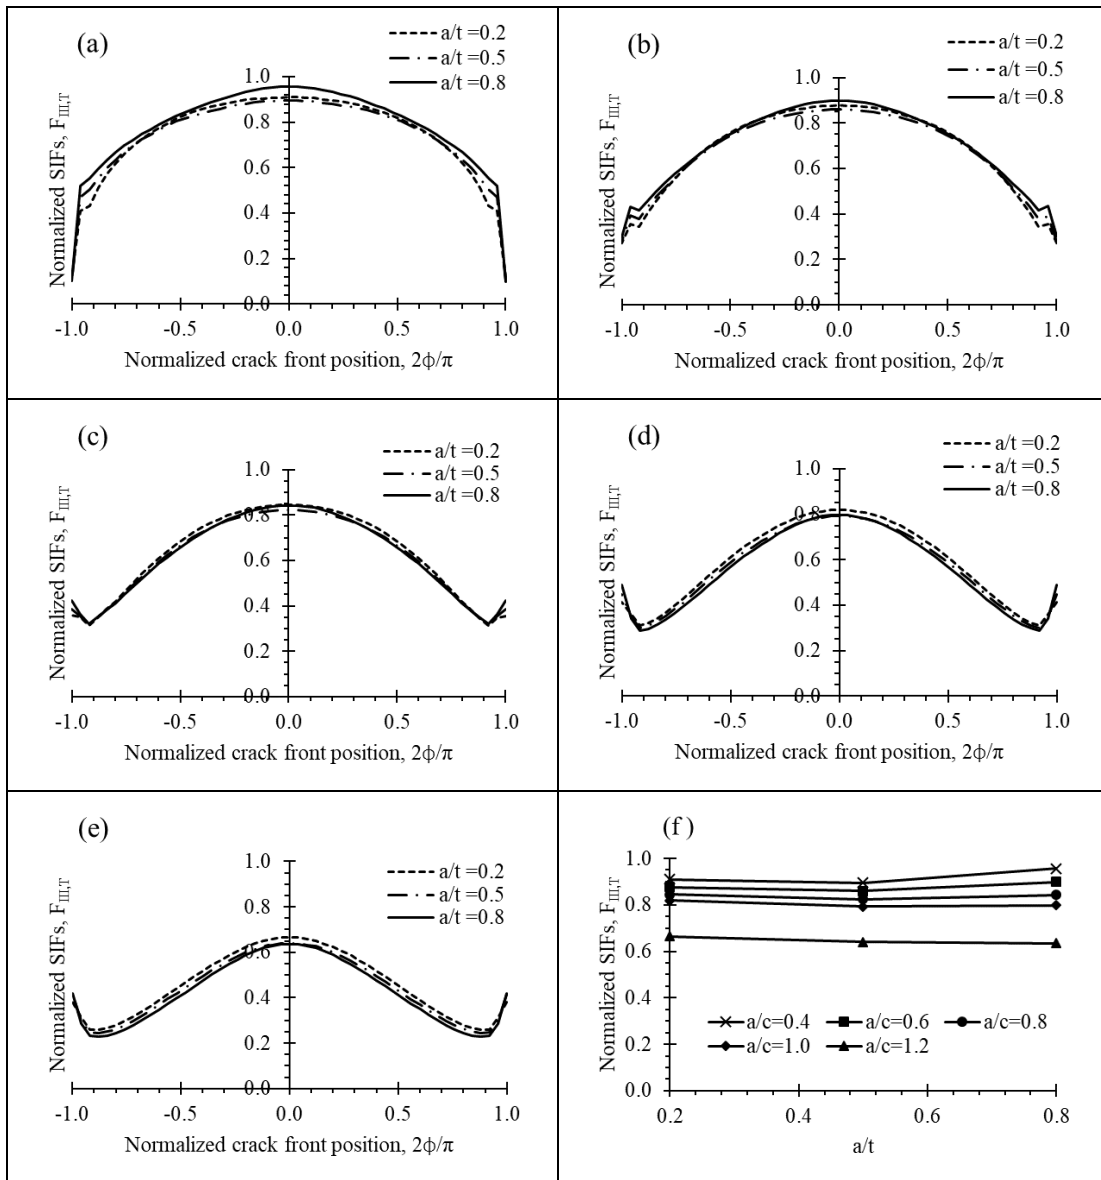 (a)
a/t =0.2
a/t =0.5
a/t =0.8
Normalized SIFs, F_III,T
1.0
0.8
0.6
0.4
0.2
0.0
-1.0 -0.5 0.0 0.5 1.0
Normalized crack front position, 2ϕ/π
(b)
a/t =0.2
a/t =0.5
a/t =0.8
Normalized SIFs, F_III,T
1.0
0.8
0.6
0.4
0.2
0.0
-1.0 -0.5 0.0 0.5 1.0
Normalized crack front position, 2ϕ/π
(c)
a/t =0.2
a/t =0.5
a/t =0.8
Normalized SIFs, F_III,T
1.0
0.8
0.6
0.4
0.2
0.0
-1.0 -0.5 0.0 0.5 1.0
Normalized crack front position, 2ϕ/π
(d)
a/t =0.2
a/t =0.5
a/t =0.8
Normalized SIFs, F_III,T
1.0
0.8
0.6
0.4
0.2
0.0
-1.0 -0.5 0.0 0.5 1.0
Normalized crack front position, 2ϕ/π
(e)
a/t =0.2
a/t =0.5
a/t =0.8
Normalized SIFs, F_III,T
1.0
0.8
0.6
0.4
0.2
0.0
-1.0 -0.5 0.0 0.5 1.0
Normalized crack front position, 2ϕ/π
(f )
Normalized SIFs, F_III,T
1.0
0.8
0.6
0.4
0.2
0.0
a/c=0.4 a/c=0.6 a/c=0.8
a/c=1.0 a/c=1.2
0.2 0.4 0.6 0.8
a/t